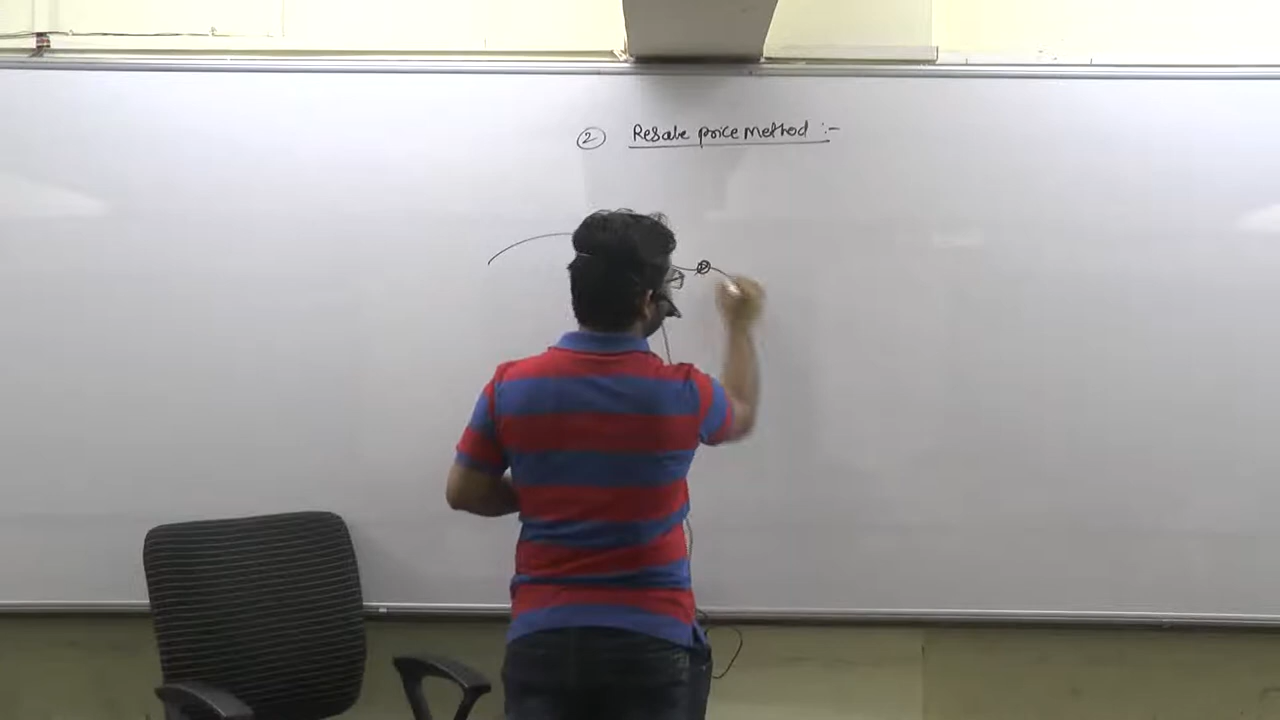 ② Resale price Method :-